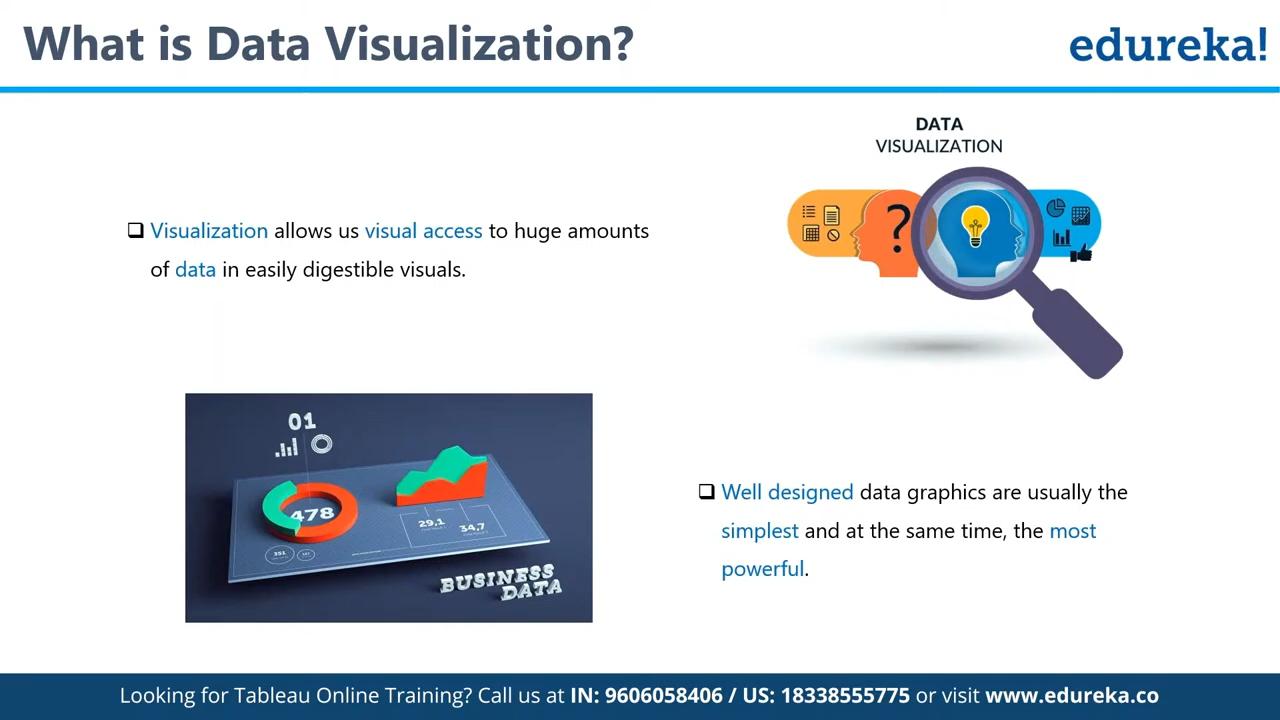 What is Data Visualization?
edureka!
DATA
VISUALIZATION
Visualization allows us visual access to huge amounts
of data in easily digestible visuals.
?
01
478
29,1
34,7
351
BUSINESS
DATA
Well designed data graphics are usually the
simplest and at the same time, the most
powerful.
Looking for Tableau Online Training? Call us at IN: 9606058406 / US: 18338555775 or visit www.edureka.co